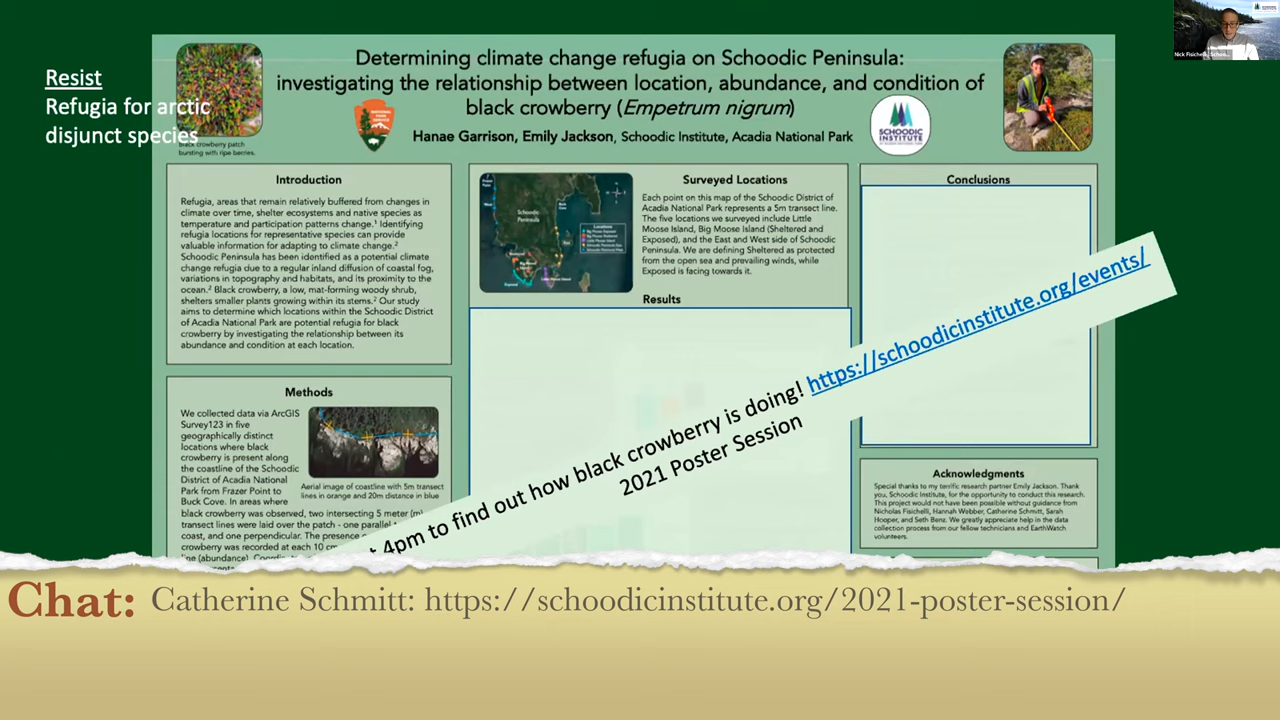 Resist
Refugia for arctic
disjunct species
black crowberry patch
bursting with ripe berries.
Determining climate change refugia on Schoodic Peninsula:
investigating the relationship between location, abundance, and condition of
black crowberry (Empetrum nigrum)
Hanae Garrison, Emily Jackson, Schoodic Institute, Acadia National Park
SCHOODIC
INSTITUTE
Introduction
Refugia, areas that remain relatively buffered from changes in
climate over time, shelter ecosystems and native species as
temperature and participation patterns change.¹ Identifying
refugia locations for representative species can provide
valuable information for adapting to climate change.²
Schoodic Peninsula has been identified as a potential climate
change refugia due to a regular inland diffusion of coastal fog,
variations in topography and habitats, and its proximity to the
ocean.² Black crowberry, a low, mat-forming woody shrub,
shelters smaller plants growing within its stems.² Our study
aims to determine which locations within the Schoodic District
of Acadia National Park are potential refugia for black
crowberry by investigating the relationship between its
abundance and condition at each location.
Methods
We collected data via ArcGIS
Survey123 in five
geographically distinct
locations where black
crowberry is present along
the coastline of the Schoodic
District of Acadia National
Park from Frazer Point to
Buck Cove. In areas where
black crowberry was observed, two intersecting 5 meter (m)
transect lines were laid over the patch - one parallel
coast, and one perpendicular. The presence
crowberry was recorded at each 10 cm
line (abundance).
Aerial image of coastline with 5m transect
lines in orange and 20m distance in blue
Schoodic
Peninsula
Surveyed Locations
Each point on this map of the Schoodic District of
Acadia National Park represents a 5m transect line.
The five locations we surveyed include Little
Moose Island, Big Moose Island (Sheltered and
Exposed), and the East and West side of Schoodic
Peninsula. We are defining Sheltered as protected
from the open sea and prevailing winds, while
Exposed is facing towards it.
Results
Conclusions
4pm to find out how black crowberry is doing! https://schoodicinstitute.org/events/
2021 Poster Session
Acknowledgments
Special thanks to my terrific research partner Emily Jackson. Thank
you, Schoodic Institute, for the opportunity to conduct this research.
This project would not have been possible without guidance from
Nicholas Fisichelli, Hannah Webber, Catherine Schmitt, Sarah
Hooper, and Seth Benz. We greatly appreciate help in the data
collection process from our fellow technicians and EarthWatch
volunteers.
Chat: Catherine Schmitt: https://schoodicinstitute.org/2021-poster-session/